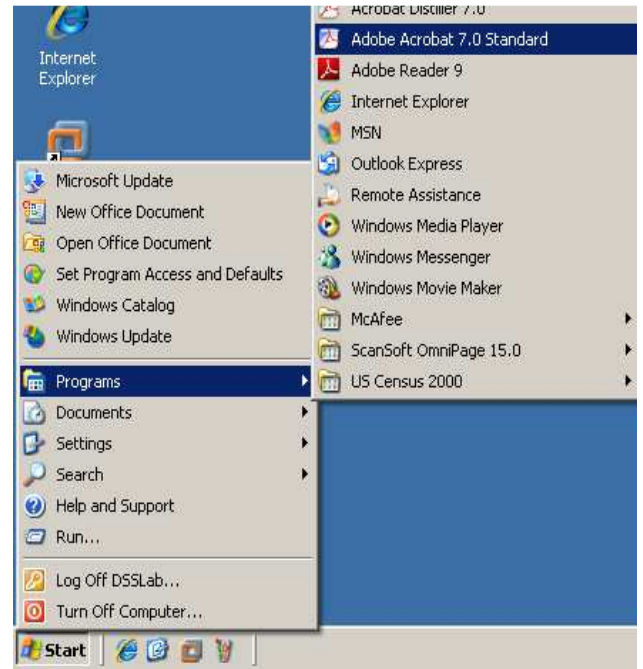 Internet
Explorer
Microsoft Update
New Office Document
Open Office Document
Set Program Access and Defaults
Windows Catalog
Windows Update
Programs
Documents
Settings
Search
Help and Support
Run...
Log Off DSSLab...
Turn Off Computer...
Start
Acrobat Distiller 7.0
Adobe Acrobat 7.0 Standard
Adobe Reader 9
Internet Explorer
MSN
Outlook Express
Remote Assistance
Windows Media Player
Windows Messenger
Windows Movie Maker
McAfee
ScanSoft OmniPage 15.0
US Census 2000